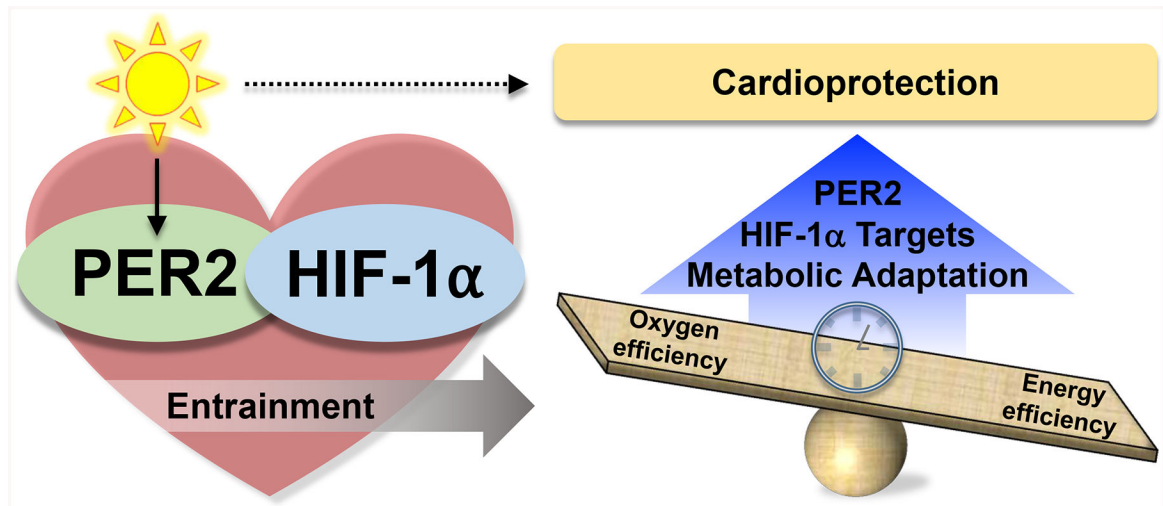 PER2
HIF-1α
Entrainment
Cardioprotection
PER2
HIF-1α Targets
Metabolic Adaptation
Oxygen
efficiency
Energy
efficiency